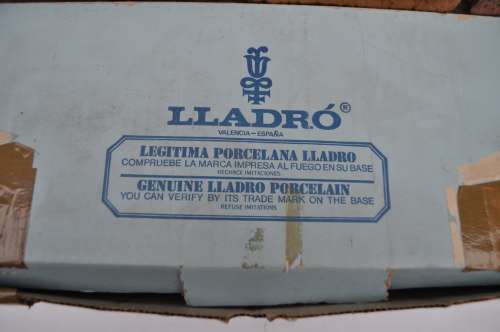 LLADRÓ®
VALENCIA—ESPAÑA
LEGITIMA PORCELANA LLADRO
COMPRUEBE LA MARCA IMPRESA AL FUEGO EN SU BASE
RECHACE IMITACIONES
GENUINE LLADRO PORCELAIN
YOU CAN VERIFY BY ITS TRADE MARK ON THE BASE
REFUSE IMITATIONS